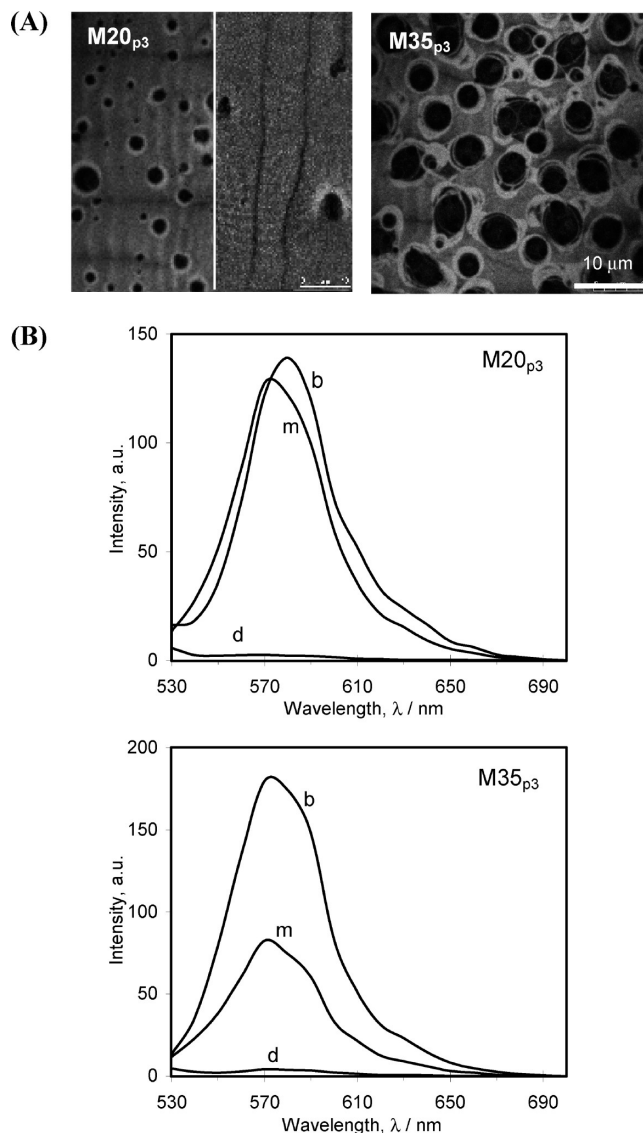 (A)
M20p3
M35p3
10 μm
(B)
M20p3
150
100
50
0
b
m
d
Intensity, a.u.
530 570 610 650 690
Wavelength, λ / nm
M35p3
200
150
100
50
0
b
m
d
Intensity, a.u.
530 570 610 650 690
Wavelength, λ / nm